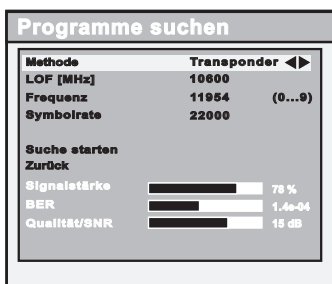 Programme suchen
Methode Transponder ◀▶
LOF [MHz] 10600
Frequenz 11954 (0...9)
Symbolrate 22000
Suche starten
Zurück
Signalstärke 78 %
BER 1.4e-04
Qualität/SNR 15 dB